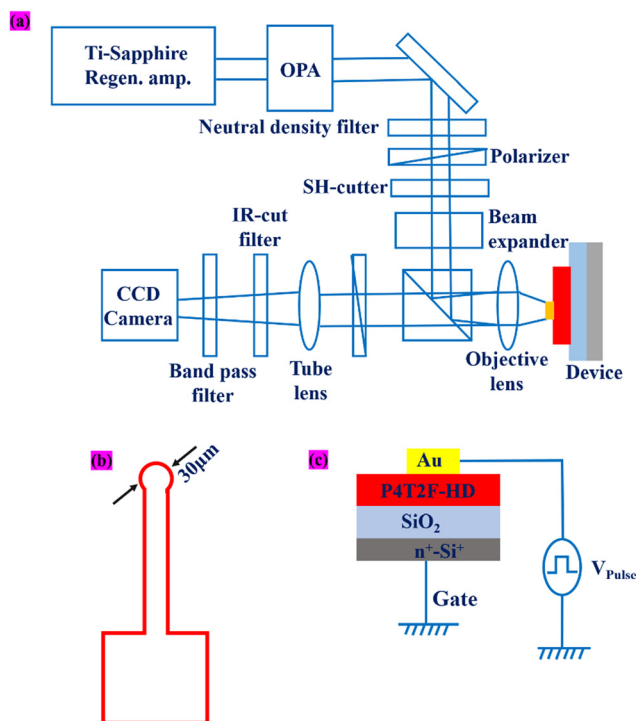 (a)
Ti-Sapphire
Regen. amp.
OPA
Neutral density filter
Polarizer
SH-cutter
IR-cut
filter
Beam
expander
CCD
Camera
Band pass
filter
Tube
lens
Objective
lens
Device
(b)
30μm
(c)
Au
P4T2F-HD
SiO₂
n⁺-Si⁺
Gate
V_Pulse